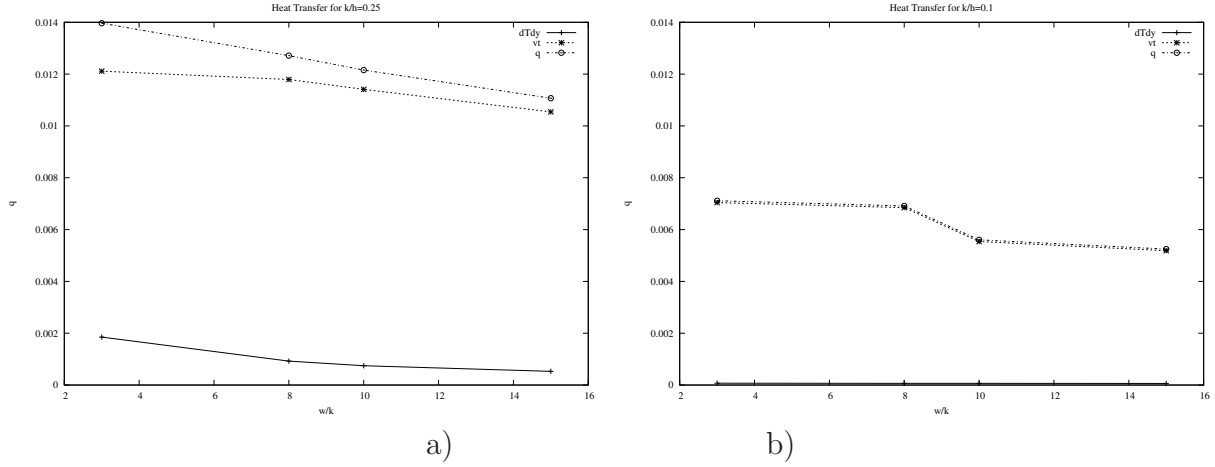 Heat Transfer for k/h=0.25
0.014
0.012
0.01
0.008
0.006
0.004
0.002
0
q
2
4
6
8
10
12
14
16
w/k
dTdy
vt
q
a)
Heat Transfer for k/h=0.1
0.014
0.012
0.01
0.008
0.006
0.004
0.002
0
q
2
4
6
8
10
12
14
16
w/k
dTdy
vt
q
b)